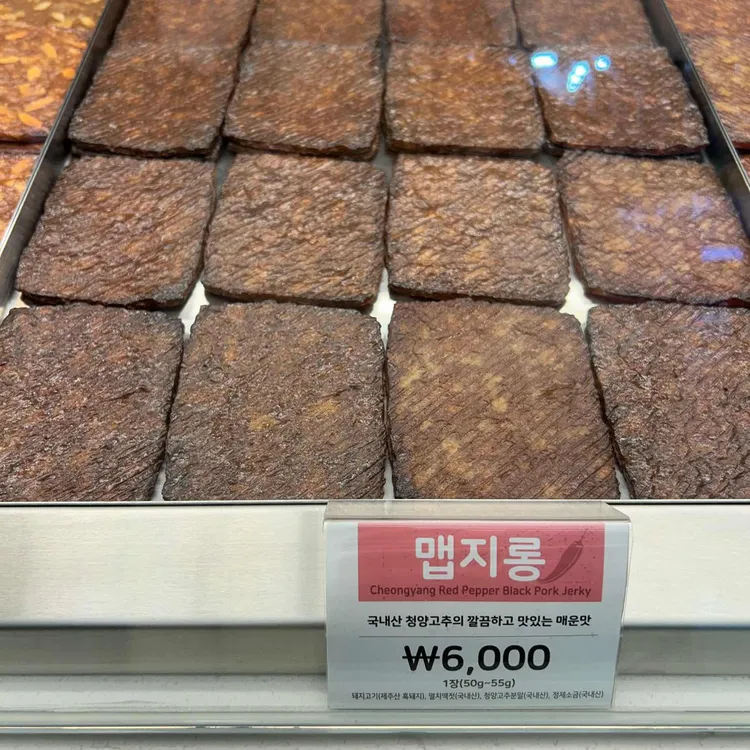 맵지롱
Cheongyang Red Pepper Black Pork Jerky
국내산 청양고추의 깔끔하고 맛있는 매운맛
₩6,000
1장(50g~55g)
돼지고기(제주산 흑돼지), 멸치액젓(국내산), 청양고추분말(국내산), 정제소금(국내산)